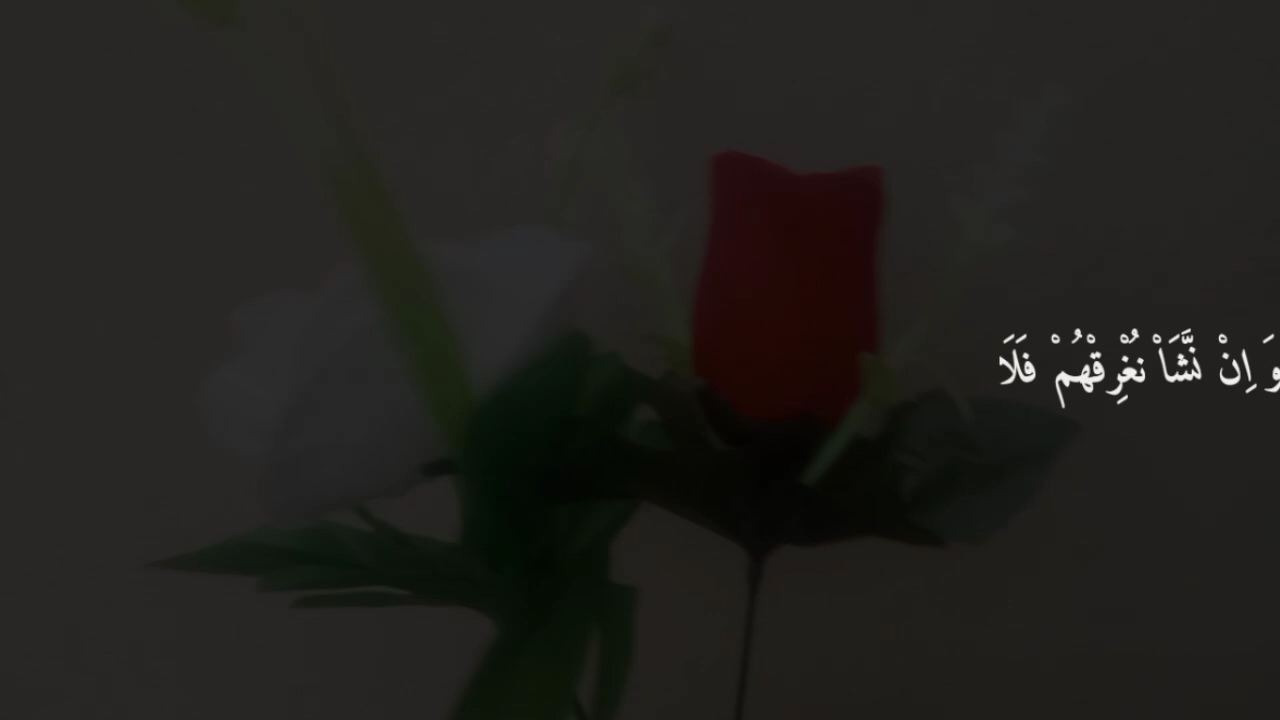 وَ اِنْ نَّشَاْ نُغْرِقْهُمْ فَلَا